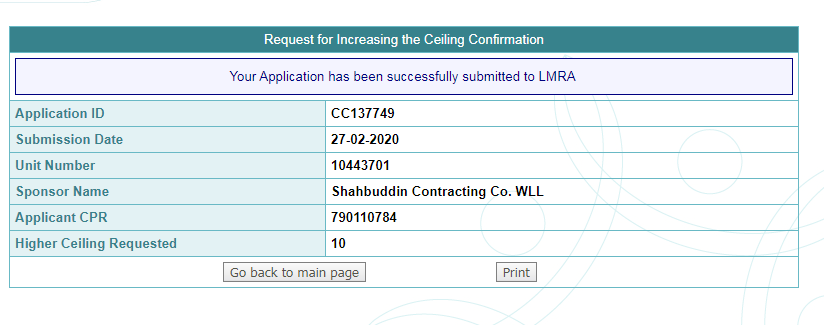 Request for Increasing the Ceiling Confirmation
Your Application has been successfully submitted to LMRA
Application ID CC137749
Submission Date 27-02-2020
Unit Number 10443701
Sponsor Name Shahbuddin Contracting Co. WLL
Applicant CPR 790110784
Higher Ceiling Requested 10
Go back to main page Print